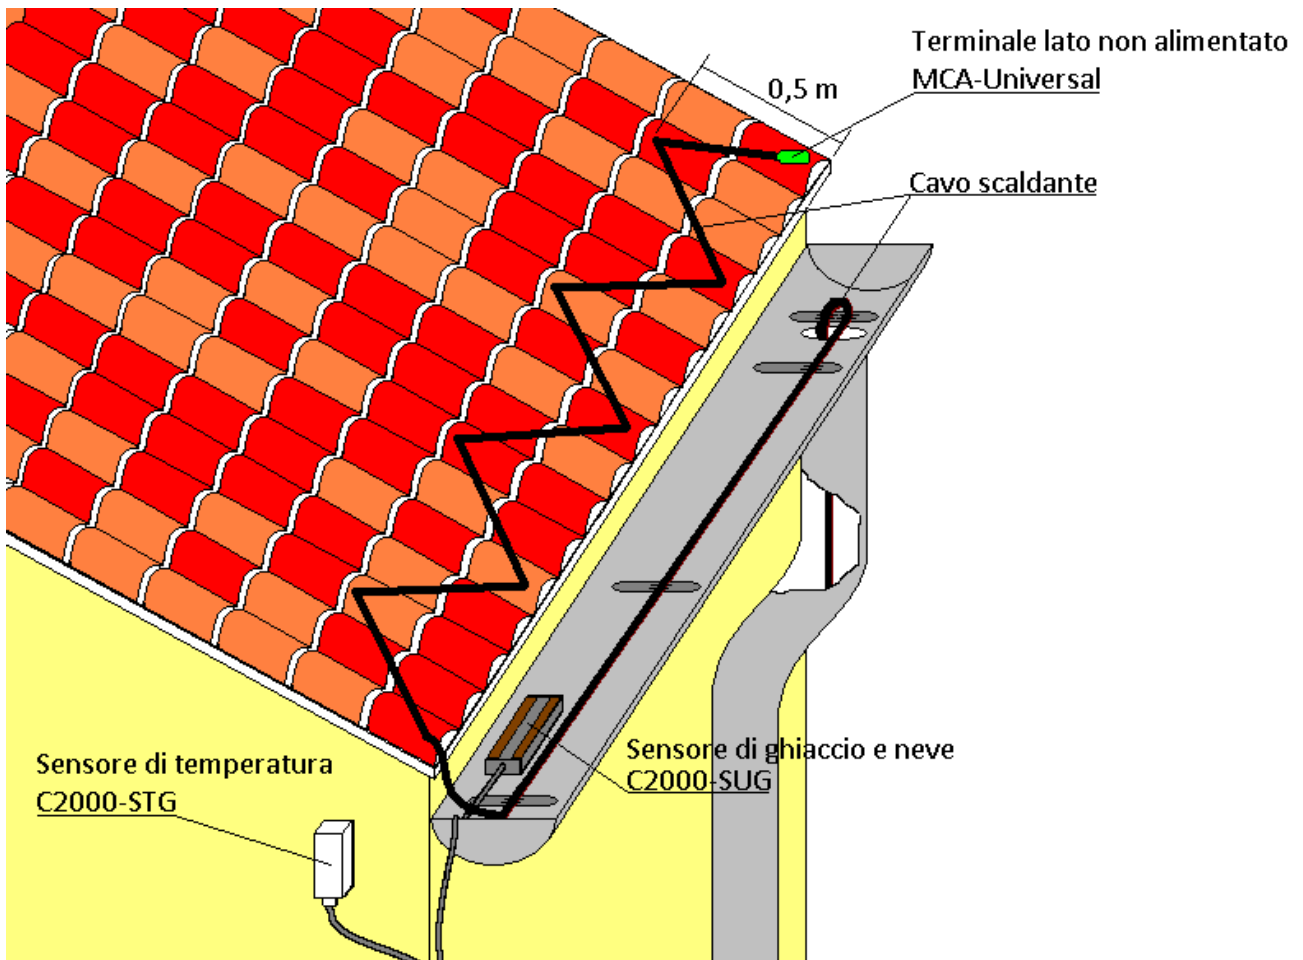 Terminale lato non alimentato
MCA-Universal
0,5 m
Cavo scaldante
Sensore di ghiaccio e neve
C2000-SUG
Sensore di temperatura
C2000-STG